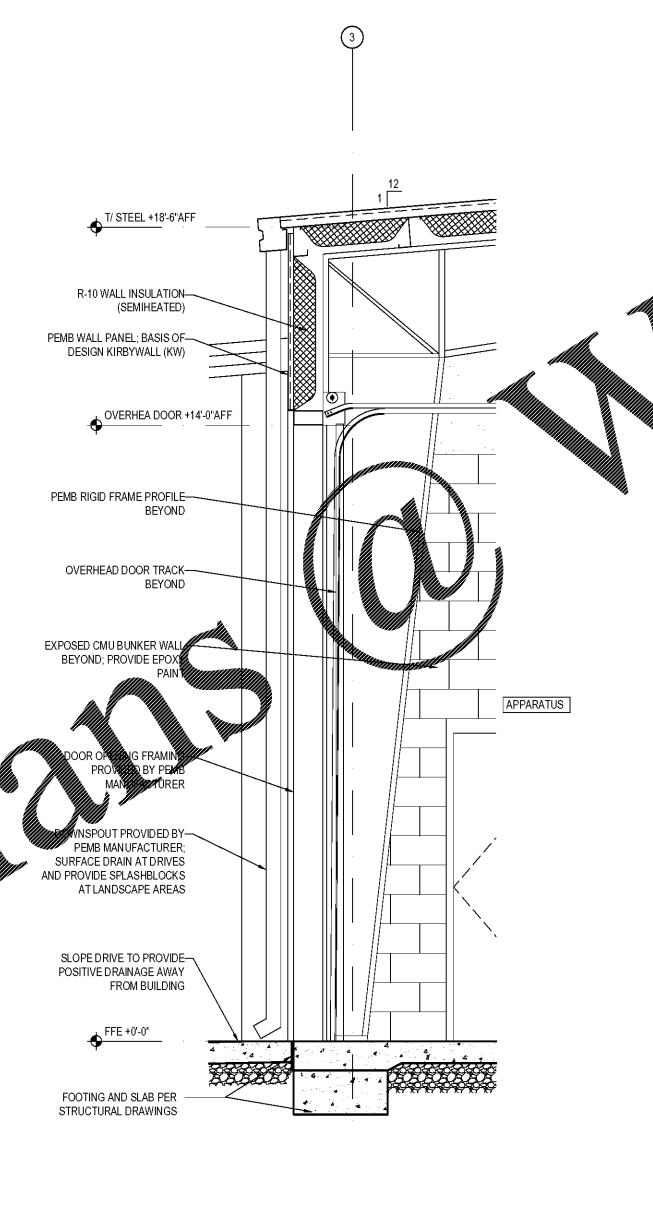 3
12
1
T/ STEEL +18'-6"AFF
R-10 WALL INSULATION
(SEMIHEATED)
PEMB WALL PANEL; BASIS OF
DESIGN KIRBYWALL (KW)
OVERHEA DOOR +14'-0"AFF
PEMB RIGID FRAME PROFILE
BEYOND
OVERHEAD DOOR TRACK
BEYOND
EXPOSED CMU BUNKER WALL
BEYOND; PROVIDE EPOXY
PAINT
APPARATUS
DOOR OPENING FRAMING
PROVIDED BY PEMB
MANUFACTURER
DOWNSPOUT PROVIDED BY
PEMB MANUFACTURER;
SURFACE DRAIN AT DRIVES
AND PROVIDE SPLASHBLOCKS
AT LANDSCAPE AREAS
SLOPE DRIVE TO PROVIDE
POSITIVE DRAINAGE AWAY
FROM BUILDING
FFE +0'-0"
FOOTING AND SLAB PER
STRUCTURAL DRAWINGS
ans @ W